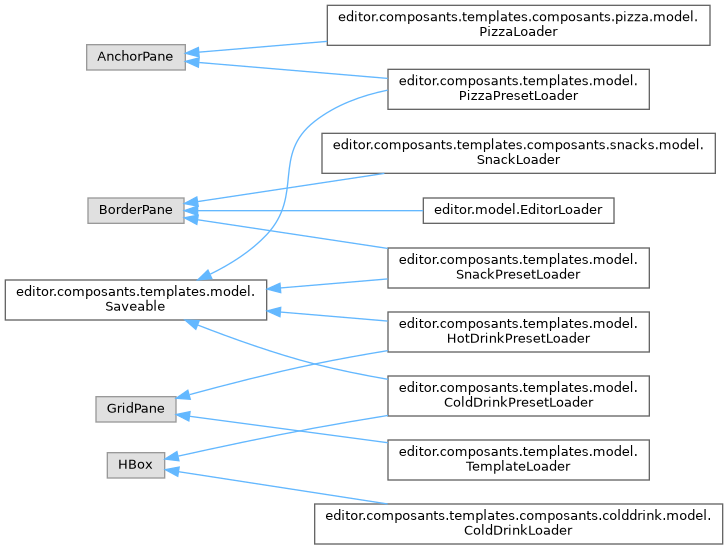 editor.composants.templates.composants.pizza.model.
PizzaLoader
AnchorPane
editor.composants.templates.model.
PizzaPresetLoader
editor.composants.templates.composants.snacks.model.
SnackLoader
BorderPane
editor.model.EditorLoader
editor.composants.templates.model.
SnackPresetLoader
editor.composants.templates.model.
Saveable
editor.composants.templates.model.
HotDrinkPresetLoader
editor.composants.templates.model.
ColdDrinkPresetLoader
GridPane
editor.composants.templates.model.
TemplateLoader
HBox
editor.composants.templates.composants.colddrink.model.
ColdDrinkLoader